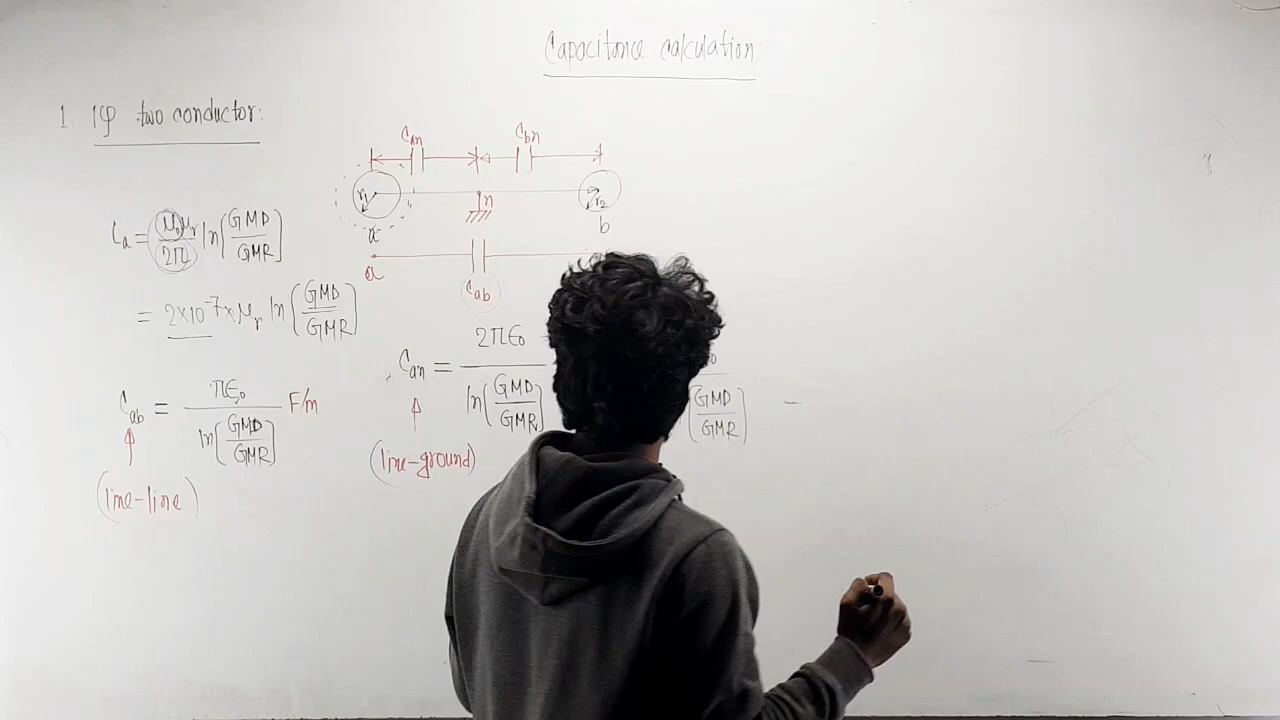 Capacitance calculation
1. 1φ two conductor:
Can Cbn
r1 n r2
a b
a
Cab
La = μ0μr/2π ln[GMD/GMR]
= 2×10^-7×μr ln[GMD/GMR]
Cab = πε0/ln[GMD/GMR] F/m
(line-line)
Can = 2πε0/ln[GMD/GMR]
(line-ground)
0/[GMD/GMR] -